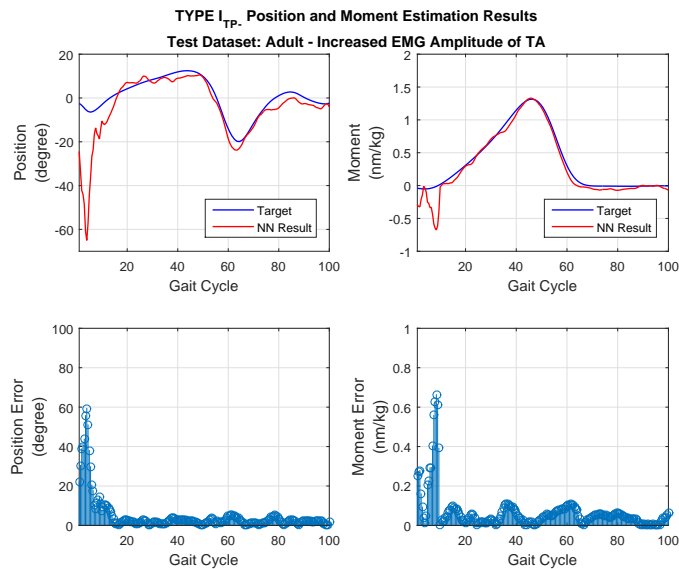 TYPE I_TP- Position and Moment Estimation Results
Test Dataset: Adult - Increased EMG Amplitude of TA
20
0
-20
-40
-60
Position
(degree)
Target
NN Result
20 40 60 80 100
Gait Cycle
2
1.5
1
0.5
0
-0.5
-1
Moment
(nm/kg)
Target
NN Result
20 40 60 80 100
Gait Cycle
100
80
60
40
20
0
Position Error
(degree)
20 40 60 80 100
Gait Cycle
1
0.8
0.6
0.4
0.2
0
Moment Error
(nm/kg)
20 40 60 80 100
Gait Cycle